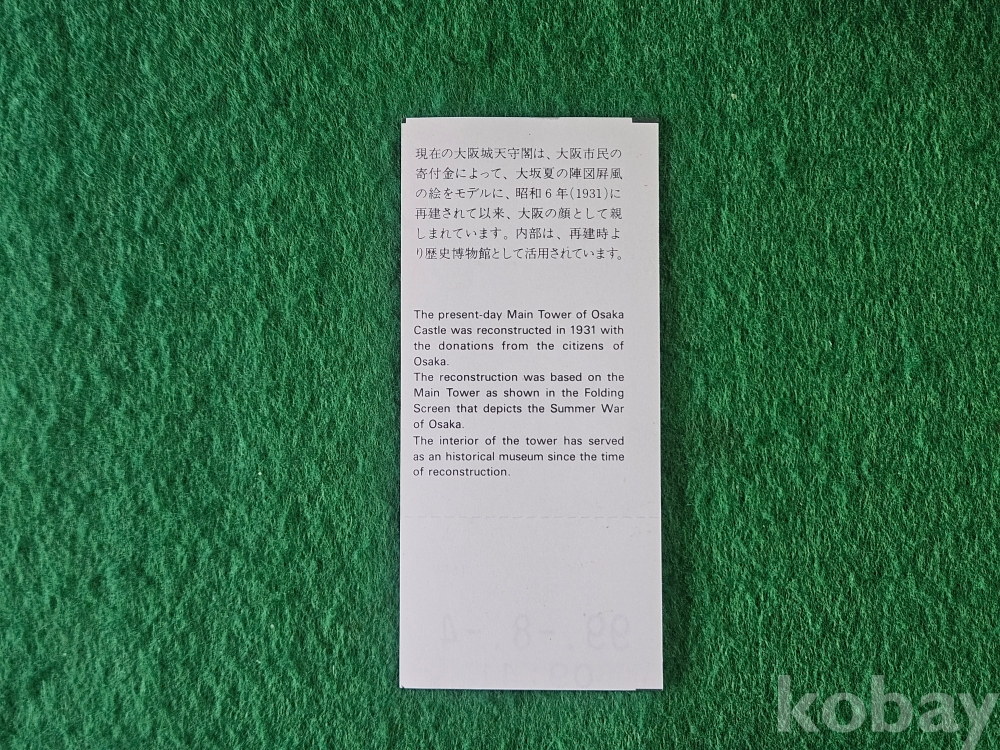 現在の大阪城天守閣は、大阪市民の
寄付金によって、大坂夏の陣図屏風
の絵をモデルに、昭和6年(1931)に
再建されて以来、大阪の顔として親
しまれています。内部は、再建時よ
り歴史博物館として活用されています。
The present-day Main Tower of Osaka
Castle was reconstructed in 1931 with
the donations from the citizens of
Osaka.
The reconstruction was based on the
Main Tower as shown in the Folding
Screen that depicts the Summer War
of Osaka.
The interior of the tower has served
as an historical museum since the time
of reconstruction.
99.-8.-4
kobay